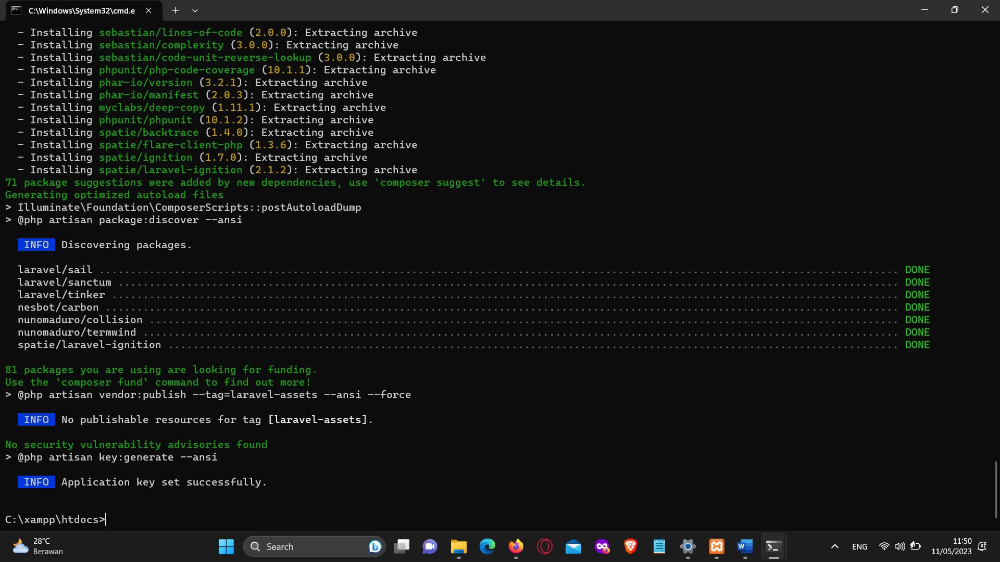 C:\Windows\System32\cmd.e
- Installing sebastian/lines-of-code (2.0.0): Extracting archive
- Installing sebastian/complexity (3.0.0): Extracting archive
- Installing sebastian/code-unit-reverse-lookup (3.0.0): Extracting archive
- Installing phpunit/php-code-coverage (10.1.1): Extracting archive
- Installing phar-io/version (3.2.1): Extracting archive
- Installing phar-io/manifest (2.0.3): Extracting archive
- Installing myclabs/deep-copy (1.11.1): Extracting archive
- Installing phpunit/phpunit (10.1.2): Extracting archive
- Installing spatie/backtrace (1.4.0): Extracting archive
- Installing spatie/flare-client-php (1.3.6): Extracting archive
- Installing spatie/ignition (1.7.0): Extracting archive
- Installing spatie/laravel-ignition (2.1.2): Extracting archive
71 package suggestions were added by new dependencies, use `composer suggest` to see details.
Generating optimized autoload files
> Illuminate\Foundation\ComposerScripts::postAutoloadDump
> @php artisan package:discover --ansi
INFO Discovering packages.
laravel/sail ........ DONE
laravel/sanctum ........ DONE
laravel/tinker ........ DONE
nesbot/carbon ........ DONE
nunomaduro/collision ........ DONE
nunomaduro/termwind ........ DONE
spatie/laravel-ignition ........ DONE
81 packages you are using are looking for funding.
Use the `composer fund` command to find out more!
> @php artisan vendor:publish --tag=laravel-assets --ansi --force
INFO No publishable resources for tag [laravel-assets].
No security vulnerability advisories found
> @php artisan key:generate --ansi
INFO Application key set successfully.
C:\xampp\htdocs>
28°C
Berawan
Search
ENG
11:50
11/05/2023